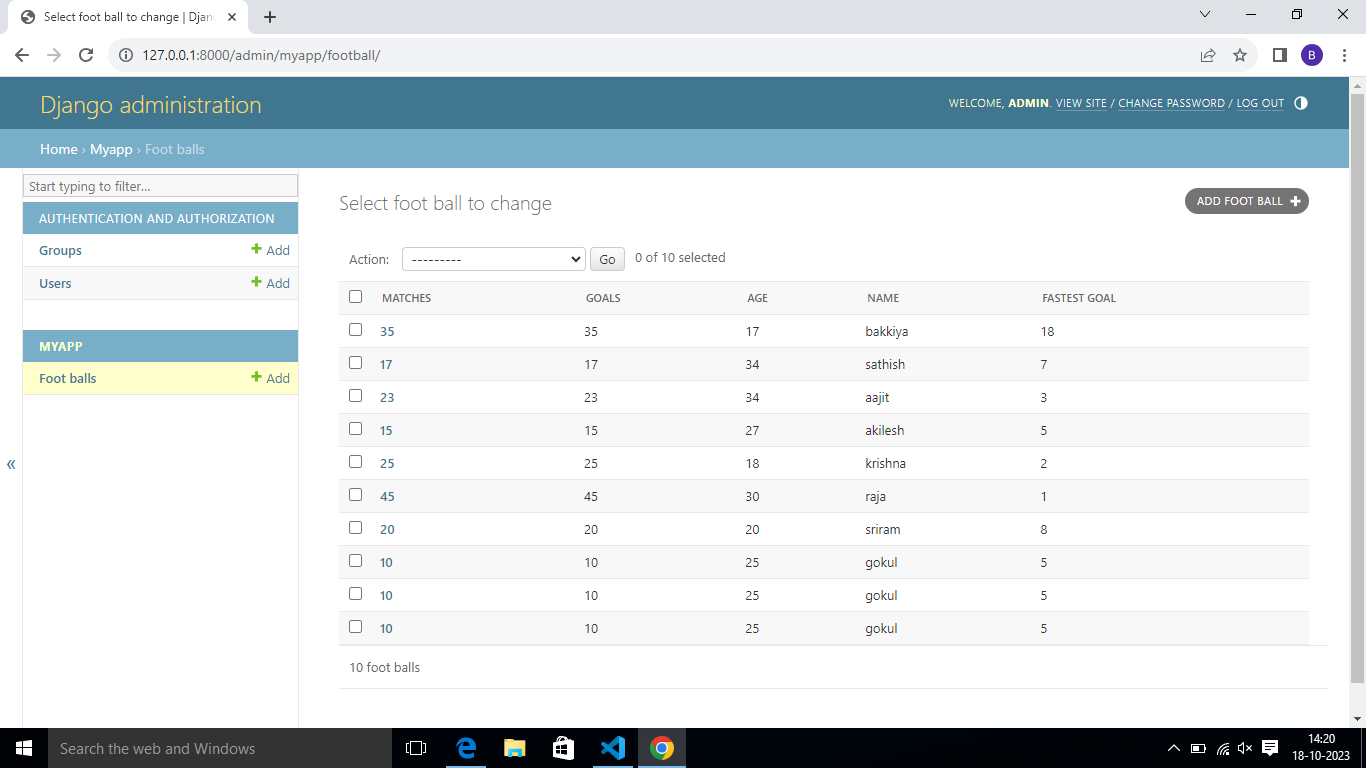 Select foot ball to change | Djan
127.0.0.1:8000/admin/myapp/football/
B
Django administration
WELCOME, ADMIN. VIEW SITE / CHANGE PASSWORD / LOG OUT
Home › Myapp › Foot balls
Start typing to filter...
AUTHENTICATION AND AUTHORIZATION
Groups + Add
Users + Add
MYAPP
Foot balls + Add
«
Select foot ball to change
ADD FOOT BALL +
Action: --------- Go 0 of 10 selected
MATCHES GOALS AGE NAME FASTEST GOAL
35 35 17 bakkiya 18
17 17 34 sathish 7
23 23 34 aajit 3
15 15 27 akilesh 5
25 25 18 krishna 2
45 45 30 raja 1
20 20 20 sriram 8
10 10 25 gokul 5
10 10 25 gokul 5
10 10 25 gokul 5
10 foot balls
Search the web and Windows
14:20
18-10-2023